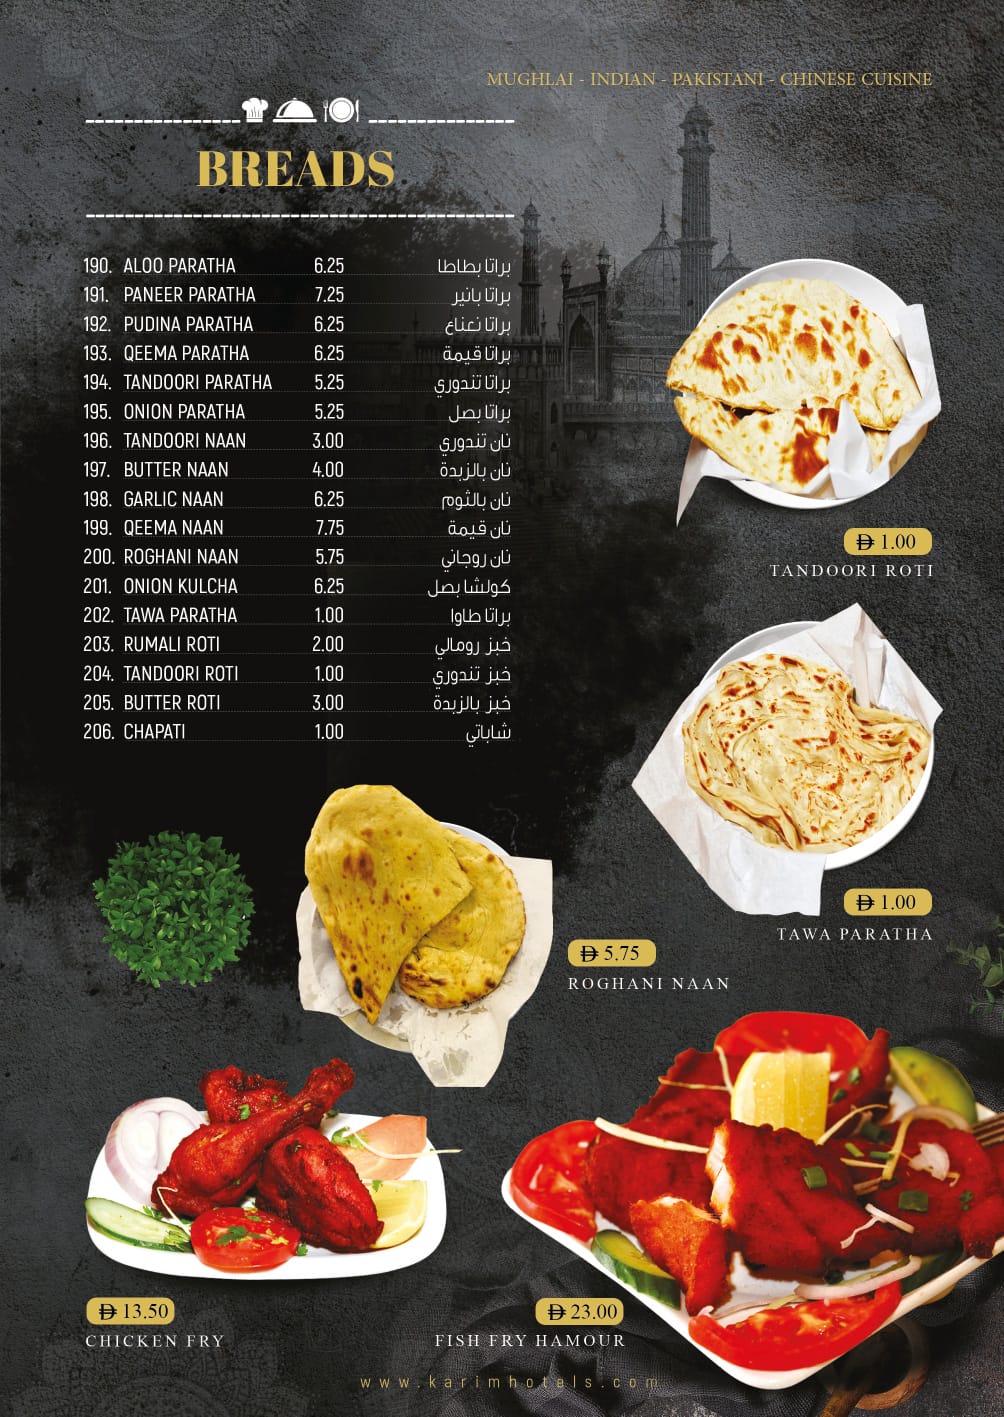 MUGHLAI - INDIAN - PAKISTANI - CHINESE CUISINE
BREADS
190. ALOO PARATHA 6.25 براتا بطاطا
191. PANEER PARATHA 7.25 براتا بانير
192. PUDINA PARATHA 6.25 براتا نعناع
193. QEEMA PARATHA 6.25 براتا قيمة
194. TANDOORI PARATHA 5.25 براتا تندوري
195. ONION PARATHA 5.25 براتا بصل
196. TANDOORI NAAN 3.00 نان تندوري
197. BUTTER NAAN 4.00 نان بالزبدة
198. GARLIC NAAN 6.25 نان بالثوم
199. QEEMA NAAN 7.75 نان قيمة
200. ROGHANI NAAN 5.75 نان روجاني
201. ONION KULCHA 6.25 كولشا بصل
202. TAWA PARATHA 1.00 براتا طاوا
203. RUMALI ROTI 2.00 خبز رومالي
204. TANDOORI ROTI 1.00 خبز تندوري
205. BUTTER ROTI 3.00 خبز بالزبدة
206. CHAPATI 1.00 شاباتي
1.00
TANDOORI ROTI
1.00
TAWA PARATHA
5.75
ROGHANI NAAN
13.50
CHICKEN FRY
23.00
FISH FRY HAMOUR
www.karimhotels.com